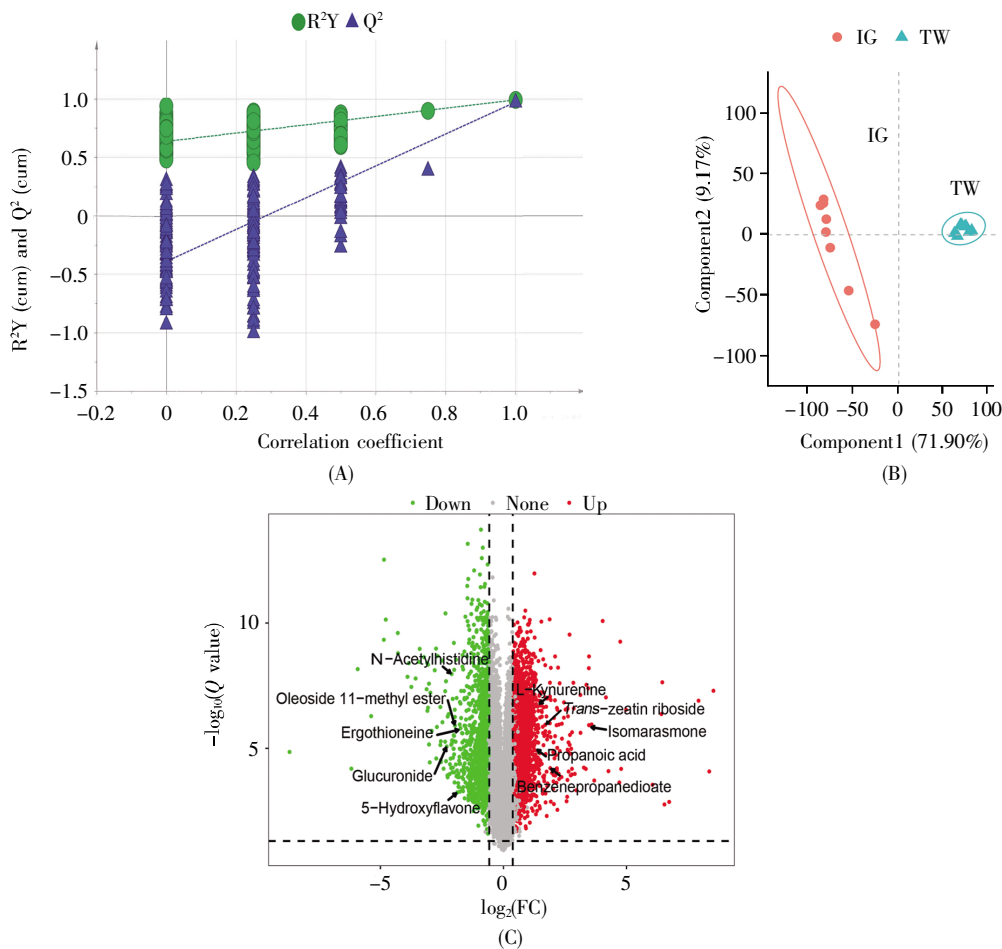 R²Y Q²
R²Y (cum) and Q² (cum)
1.0
0.5
0
−0.5
−1.0
−1.5
−0.2 0 0.2 0.4 0.6 0.8 1.0
Correlation coefficient
(A)
IG TW
Component2 (9.17%)
100
50
0
−50
−100
IG
TW
−100 −50 0 50 100
Component1 (71.90%)
(B)
Down None Up
−log₁₀(Q value)
10
5
N−Acetylhistidine
Oleoside 11−methyl ester
Ergothioneine
Glucuronide
5−Hydroxyflavone
L−Kynurenine
Trans−zeatin riboside
Isomarasmone
Propanoic acid
Benzenepropanedioate
−5 0 5
log₂(FC)
(C)